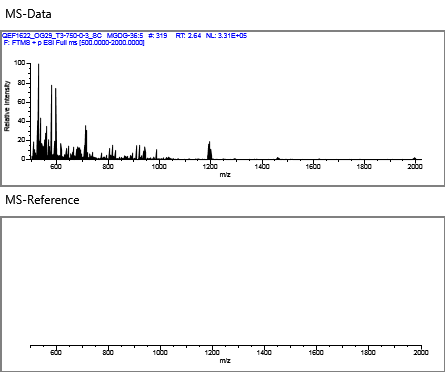 MS-Data
QEF1622_OG29_T3-750-0-3_BC MGDG-36:5 #: 319 RT: 2.64 NL: 3.31E+05
F: FTMS + p ESI Full ms [500.0000-2000.0000]
Relative Intensity
100
80
60
40
20
0
600 800 1000 1200 1400 1600 1800 2000
m/z
MS-Reference
600 800 1000 1200 1400 1600 1800 2000
m/z